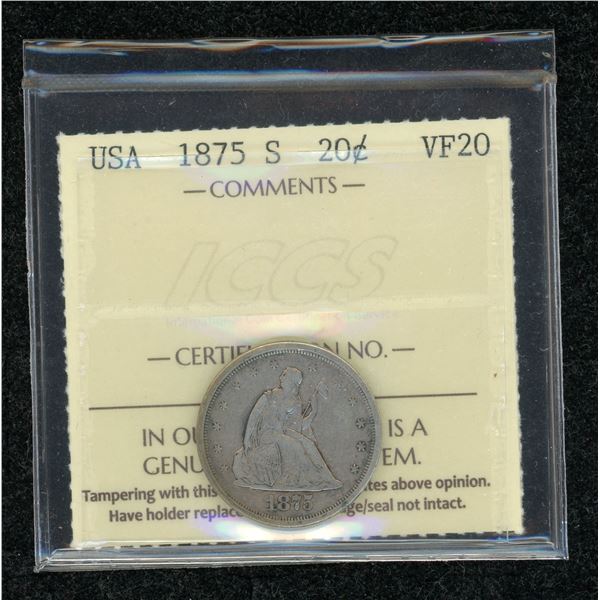 USA 1875 S 20¢ VF20
— COMMENTS —
ICCS
— CERTIFI N NO. —
IN OU IS A
GENU EM.
Tampering with this tes above opinion.
Have holder replac ge/seal not intact.
1875